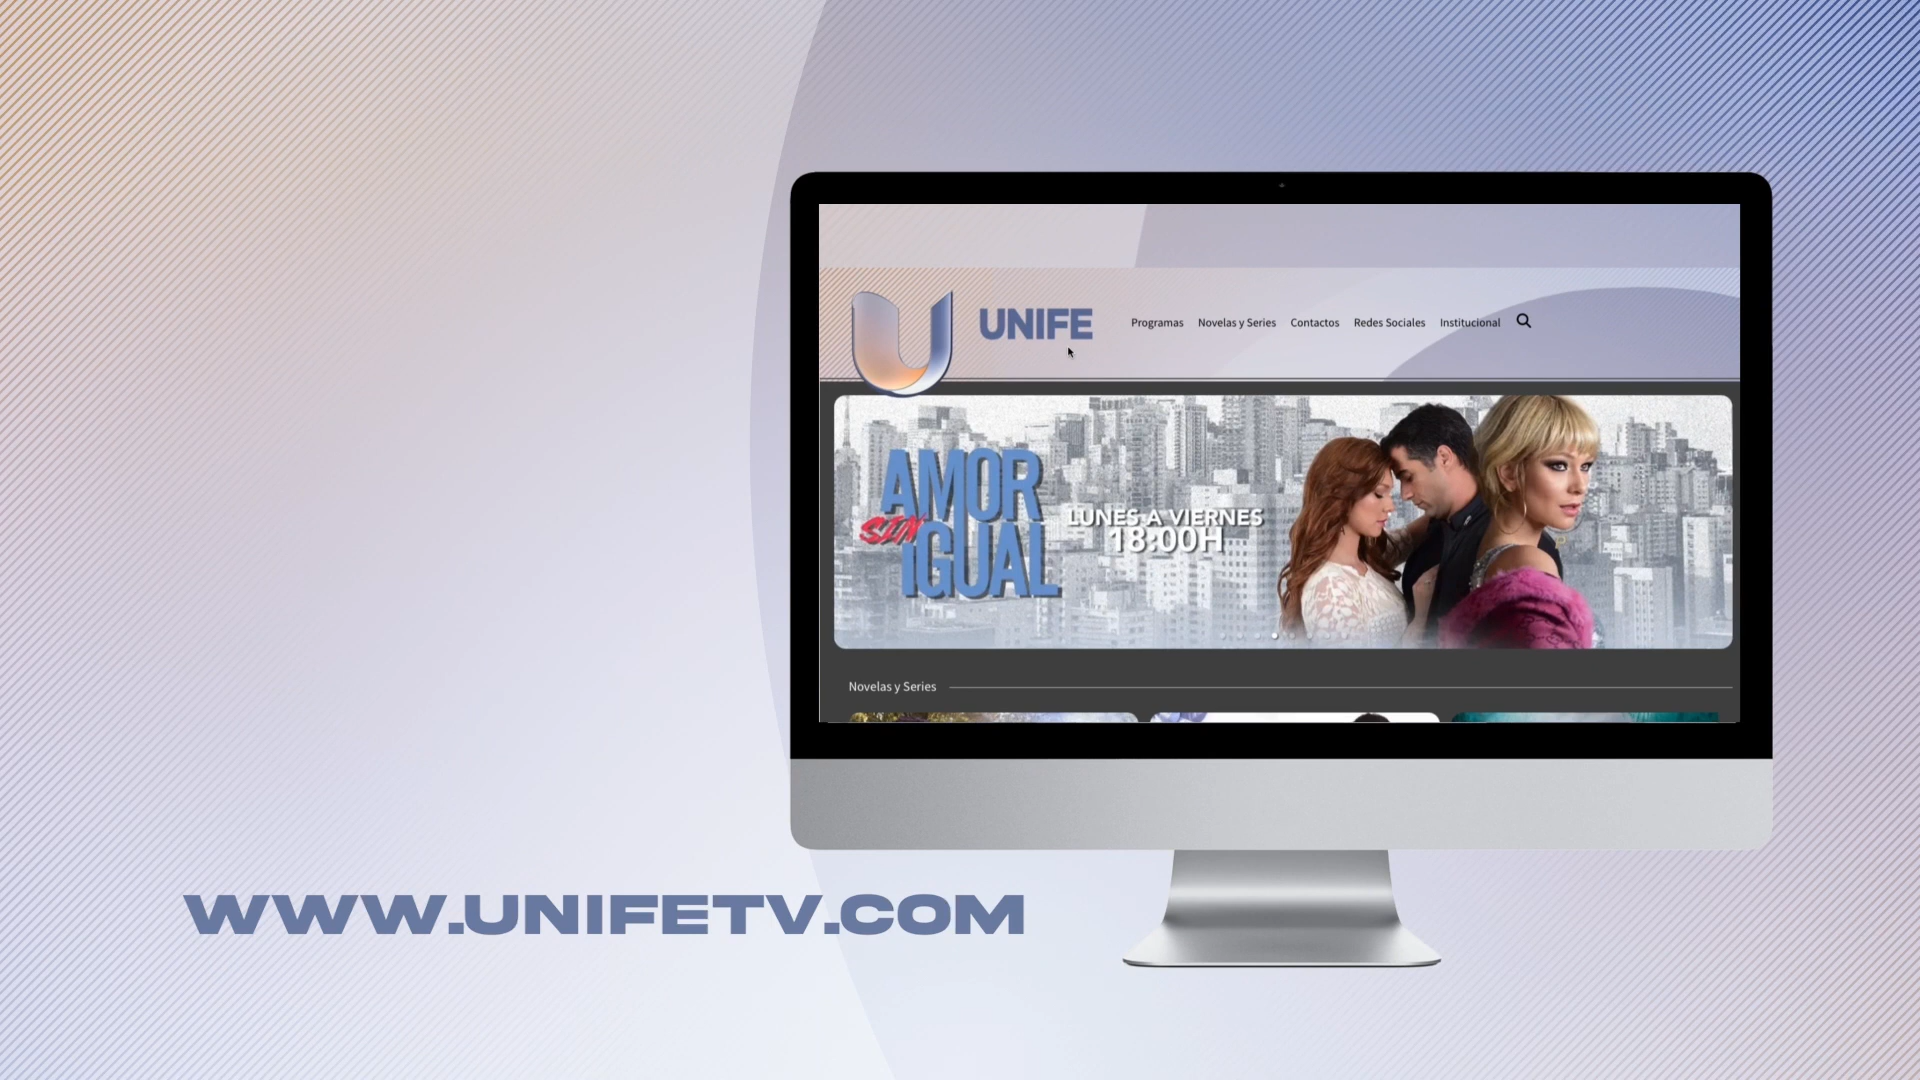 UNIFE
Programas Novelas y Series Contactos Redes Sociales Institucional
AMOR
SIN
IGUAL
LUNES A VIERNES
18:00H
Novelas y Series
WWW.UNIFETV.COM